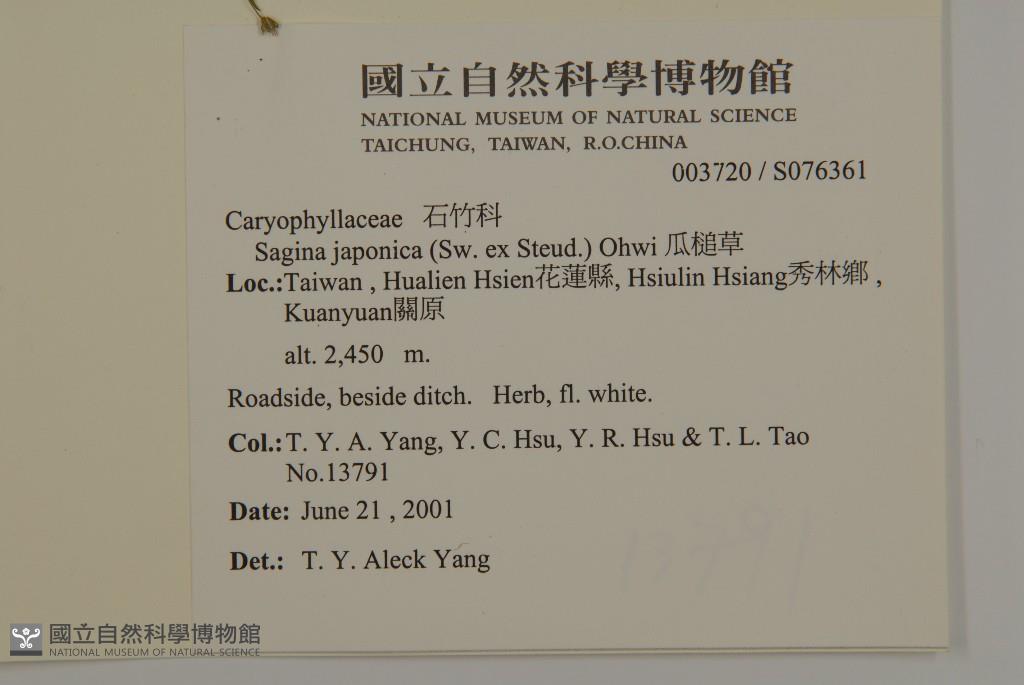 國立自然科學博物館
NATIONAL MUSEUM OF NATURAL SCIENCE
TAICHUNG, TAIWAN, R.O.CHINA
003720 / S076361
Caryophyllaceae 石竹科
Sagina japonica (Sw. ex Steud.) Ohwi 瓜槌草
Loc.:Taiwan , Hualien Hsien花蓮縣, Hsiulin Hsiang秀林鄉 ,
Kuanyuan關原
alt. 2,450 m.
Roadside, beside ditch. Herb, fl. white.
Col.:T. Y. A. Yang, Y. C. Hsu, Y. R. Hsu & T. L. Tao
No.13791
Date: June 21 , 2001
Det.: T. Y. Aleck Yang
國立自然科學博物館
NATIONAL MUSEUM OF NATURAL SCIENCE